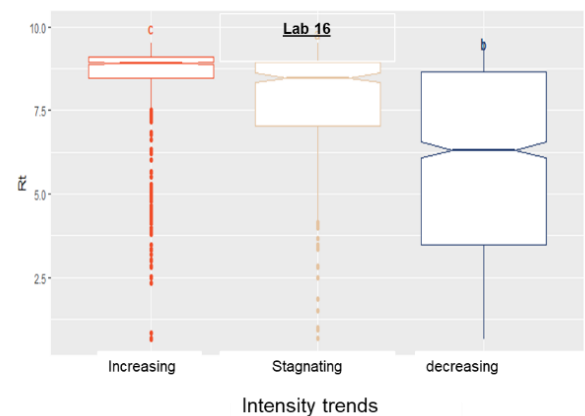 10.0
c
Lab 16
b
7.5
Rt
5.0
2.5
Increasing
Stagnating
decreasing
Intensity trends